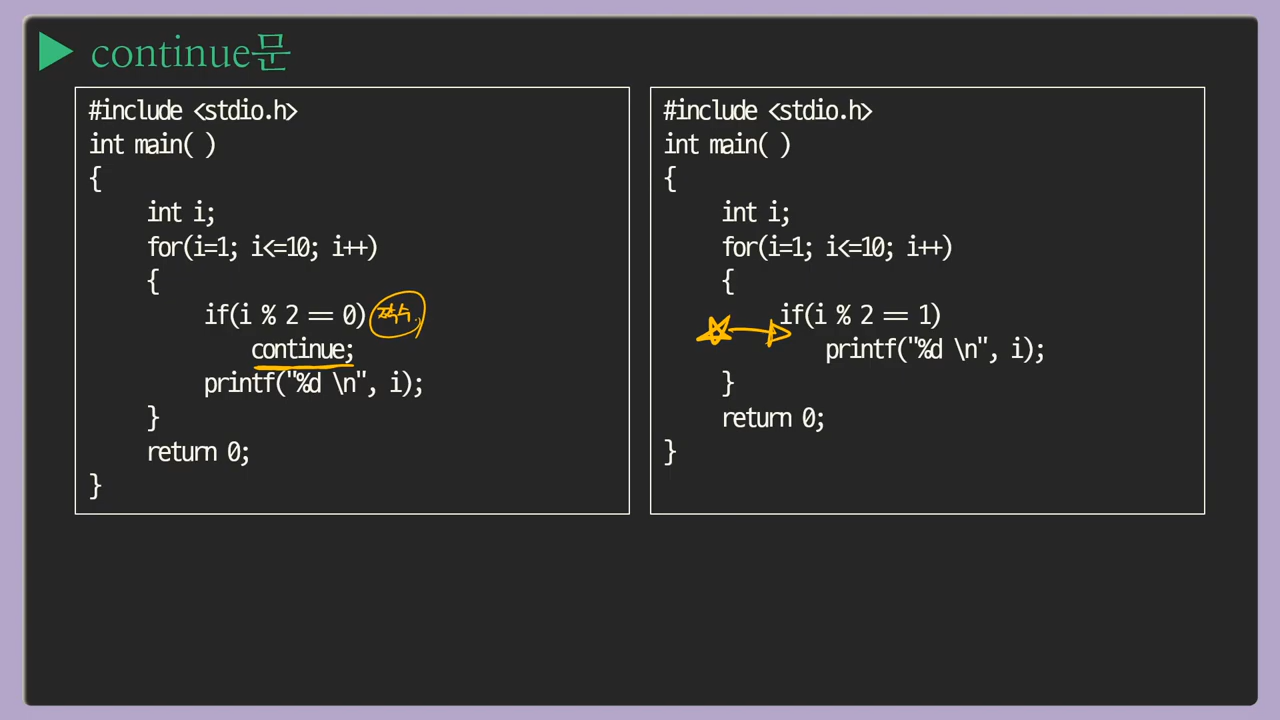 continue문
#include <stdio.h>
int main( )
{
int i;
for(i=1; i<=10; i++)
{
if(i % 2 == 0) 짝수
continue;
printf("%d \n", i);
}
return 0;
}
#include <stdio.h>
int main( )
{
int i;
for(i=1; i<=10; i++)
{
if(i % 2 == 1)
printf("%d \n", i);
}
return 0;
}